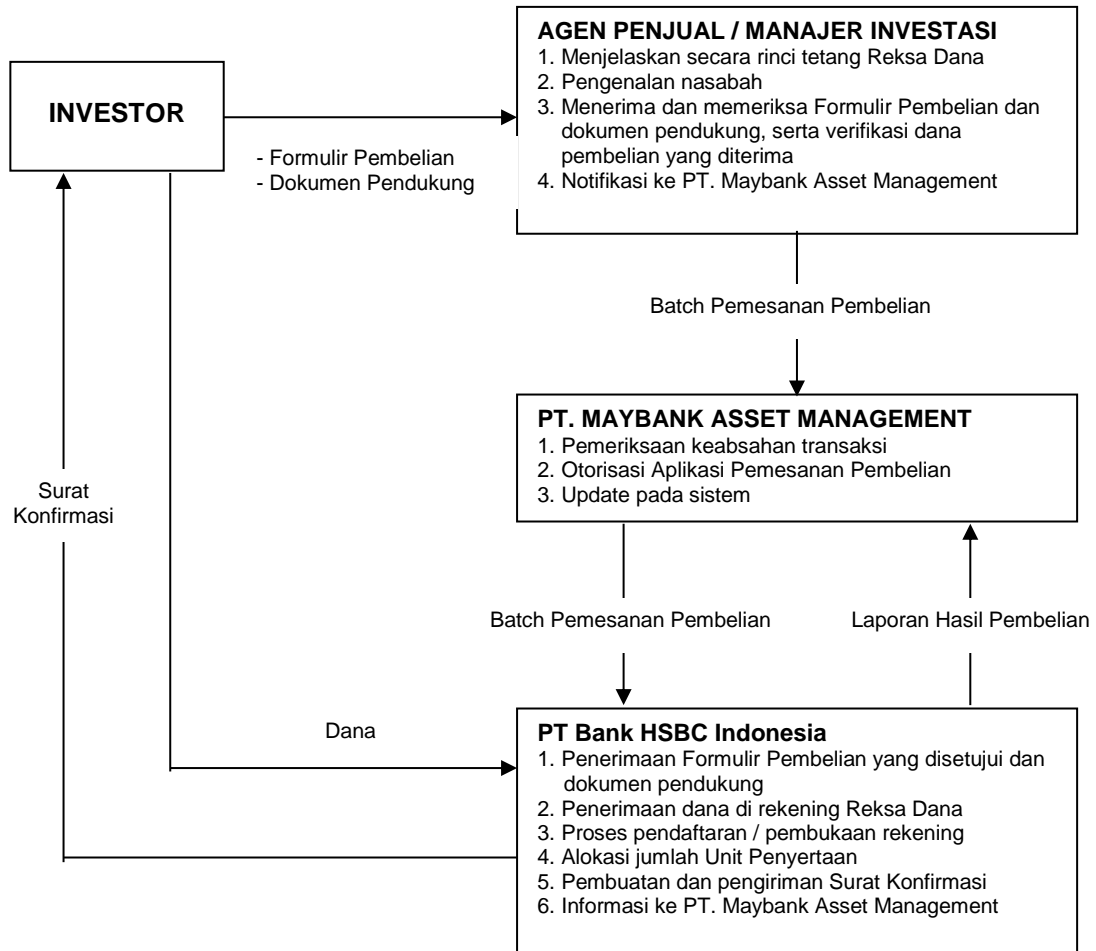 AGEN PENJUAL / MANAJER INVESTASI
1. Menjelaskan secara rinci tetang Reksa Dana
2. Pengenalan nasabah
3. Menerima dan memeriksa Formulir Pembelian dan
dokumen pendukung, serta verifikasi dana
pembelian yang diterima
4. Notifikasi ke PT. Maybank Asset Management
INVESTOR
- Formulir Pembelian
- Dokumen Pendukung
Batch Pemesanan Pembelian
PT. MAYBANK ASSET MANAGEMENT
1. Pemeriksaan keabsahan transaksi
2. Otorisasi Aplikasi Pemesanan Pembelian
3. Update pada sistem
Surat
Konfirmasi
Batch Pemesanan Pembelian
Laporan Hasil Pembelian
Dana
PT Bank HSBC Indonesia
1. Penerimaan Formulir Pembelian yang disetujui dan
dokumen pendukung
2. Penerimaan dana di rekening Reksa Dana
3. Proses pendaftaran / pembukaan rekening
4. Alokasi jumlah Unit Penyertaan
5. Pembuatan dan pengiriman Surat Konfirmasi
6. Informasi ke PT. Maybank Asset Management